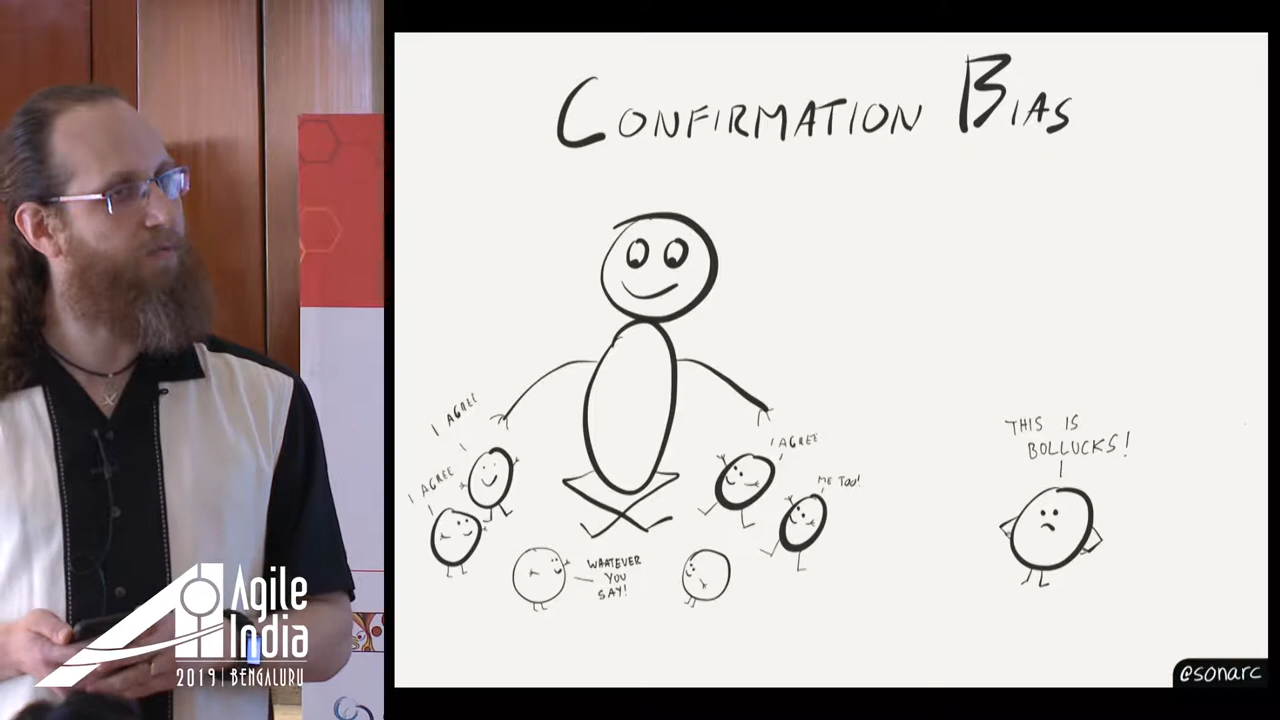 CONFIRMATION BIAS
I AGREE
I AGREE
WHATEVER
YOU
SAY!
I AGREE
ME TOO!
THIS IS
BOLLUCKS!
@sonarc
Agile
India
2019 | BENGALURU